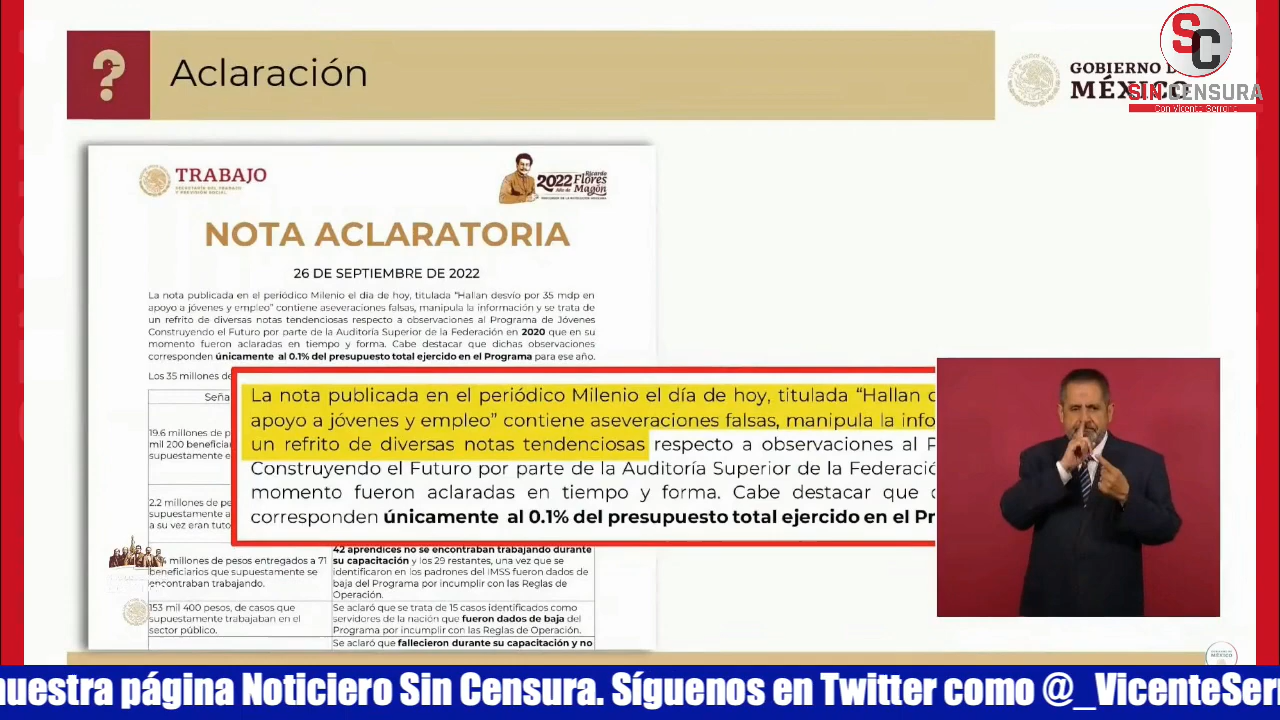 Aclaración
GOBIERNO DE
MÉXICO
SC
SIN CENSURA
Con Vicente Serrano
TRABAJO
SECRETARÍA DEL TRABAJO
Y PREVISIÓN SOCIAL
2022 Ricardo
Año de Flores
Magón
NOTA ACLARATORIA
26 DE SEPTIEMBRE DE 2022
La nota publicada en el periódico Milenio el día de hoy, titulada “Hallan desvío por 35 mdp en
apoyo a jóvenes y empleo” contiene aseveraciones falsas, manipula la información y se trata de
un refrito de diversas notas tendenciosas respecto a observaciones al Programa de Jóvenes
Construyendo el Futuro por parte de la Auditoría Superior de la Federación en 2020 que en su
momento fueron aclaradas en tiempo y forma. Cabe destacar que dichas observaciones
corresponden únicamente al 0.1% del presupuesto total ejercido en el Programa para ese año.
Los 35 millones de
Seña
19.6 millones de p
mil 200 beneficiar
supuestamente e
2.2 millones de pe
supuestamente a
a su vez eran tuto
La nota publicada en el periódico Milenio el día de hoy, titulada “Hallan
apoyo a jóvenes y empleo” contiene aseveraciones falsas, manipula la info
un refrito de diversas notas tendenciosas respecto a observaciones al P
Construyendo el Futuro por parte de la Auditoría Superior de la Federació
momento fueron aclaradas en tiempo y forma. Cabe destacar que
corresponden únicamente al 0.1% del presupuesto total ejercido en el Pr
millones de pesos entregados a 71
beneficiarios que supuestamente se
encontraban trabajando.
42 aprendices no se encontraban trabajando durante
su capacitación y los 29 restantes, una vez que se
identificaron en los padrones del IMSS fueron dados de
baja del Programa por incumplir con las Reglas de
Operación.
153 mil 400 pesos, de casos que
supuestamente trabajaban en el
sector público.
Se aclaró que se trata de 15 casos identificados como
servidores de la nación que fueron dados de baja del
Programa por incumplir con las Reglas de Operación.
Se aclaró que fallecieron durante su capacitación y no
nuestra página Noticiero Sin Censura. Síguenos en Twitter como @_VicenteSerr